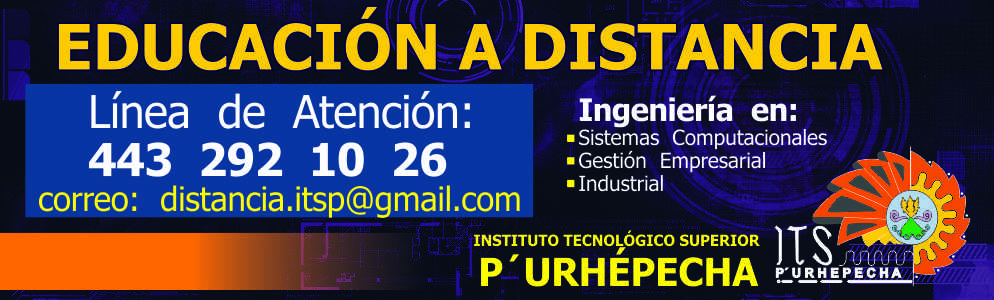 EDUCACIÓN A DISTANCIA
Línea de Atención:
443 292 10 26
correo: distancia.itsp@gmail.com
Ingeniería en:
Sistemas Computacionales
Gestión Empresarial
Industrial
INSTITUTO TECNOLÓGICO SUPERIOR
P´URHÉPECHA
ITS
P'URHEPECHA